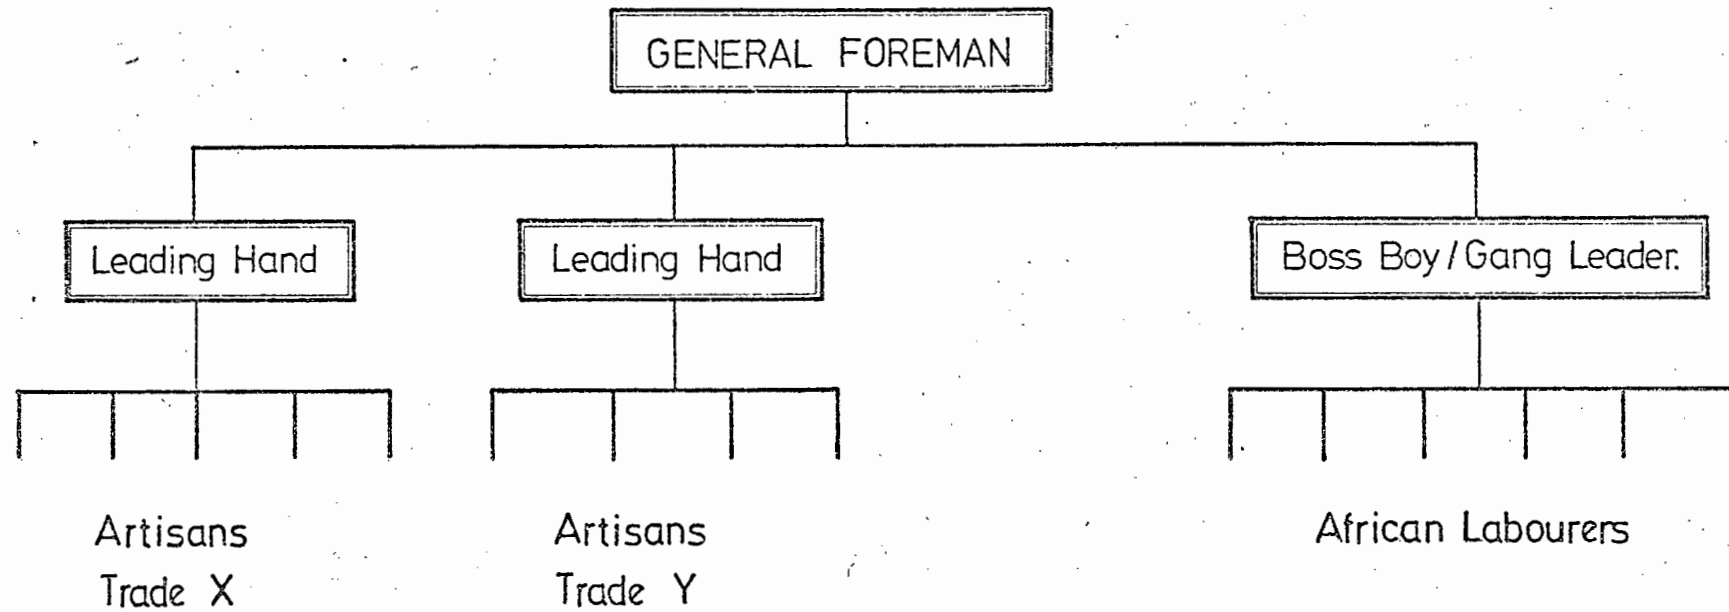 GENERAL FOREMAN
Leading Hand
Leading Hand
Boss Boy / Gang Leader.
Artisans
Trade X
Artisans
Trade Y
African Labourers